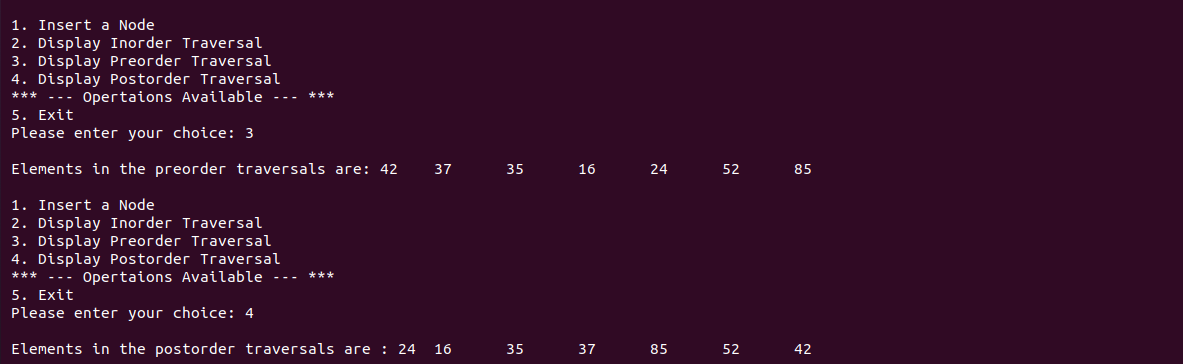 1. Insert a Node
2. Display Inorder Traversal
3. Display Preorder Traversal
4. Display Postorder Traversal
*** --- Opertaions Available --- ***
5. Exit
Please enter your choice: 3
Elements in the preorder traversals are: 42 37 35 16 24 52 85
1. Insert a Node
2. Display Inorder Traversal
3. Display Preorder Traversal
4. Display Postorder Traversal
*** --- Opertaions Available --- ***
5. Exit
Please enter your choice: 4
Elements in the postorder traversals are : 24 16 35 37 85 52 42